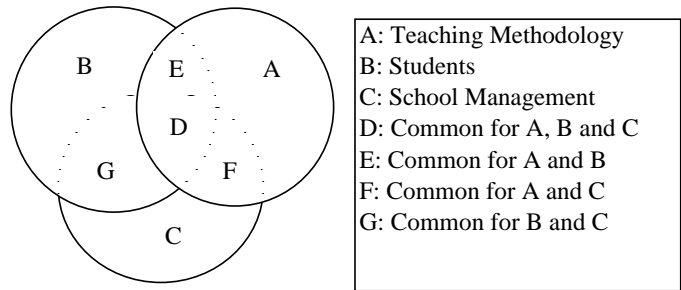 B
E
A
D
G
F
C
A: Teaching Methodology
B: Students
C: School Management
D: Common for A, B and C
E: Common for A and B
F: Common for A and C
G: Common for B and C